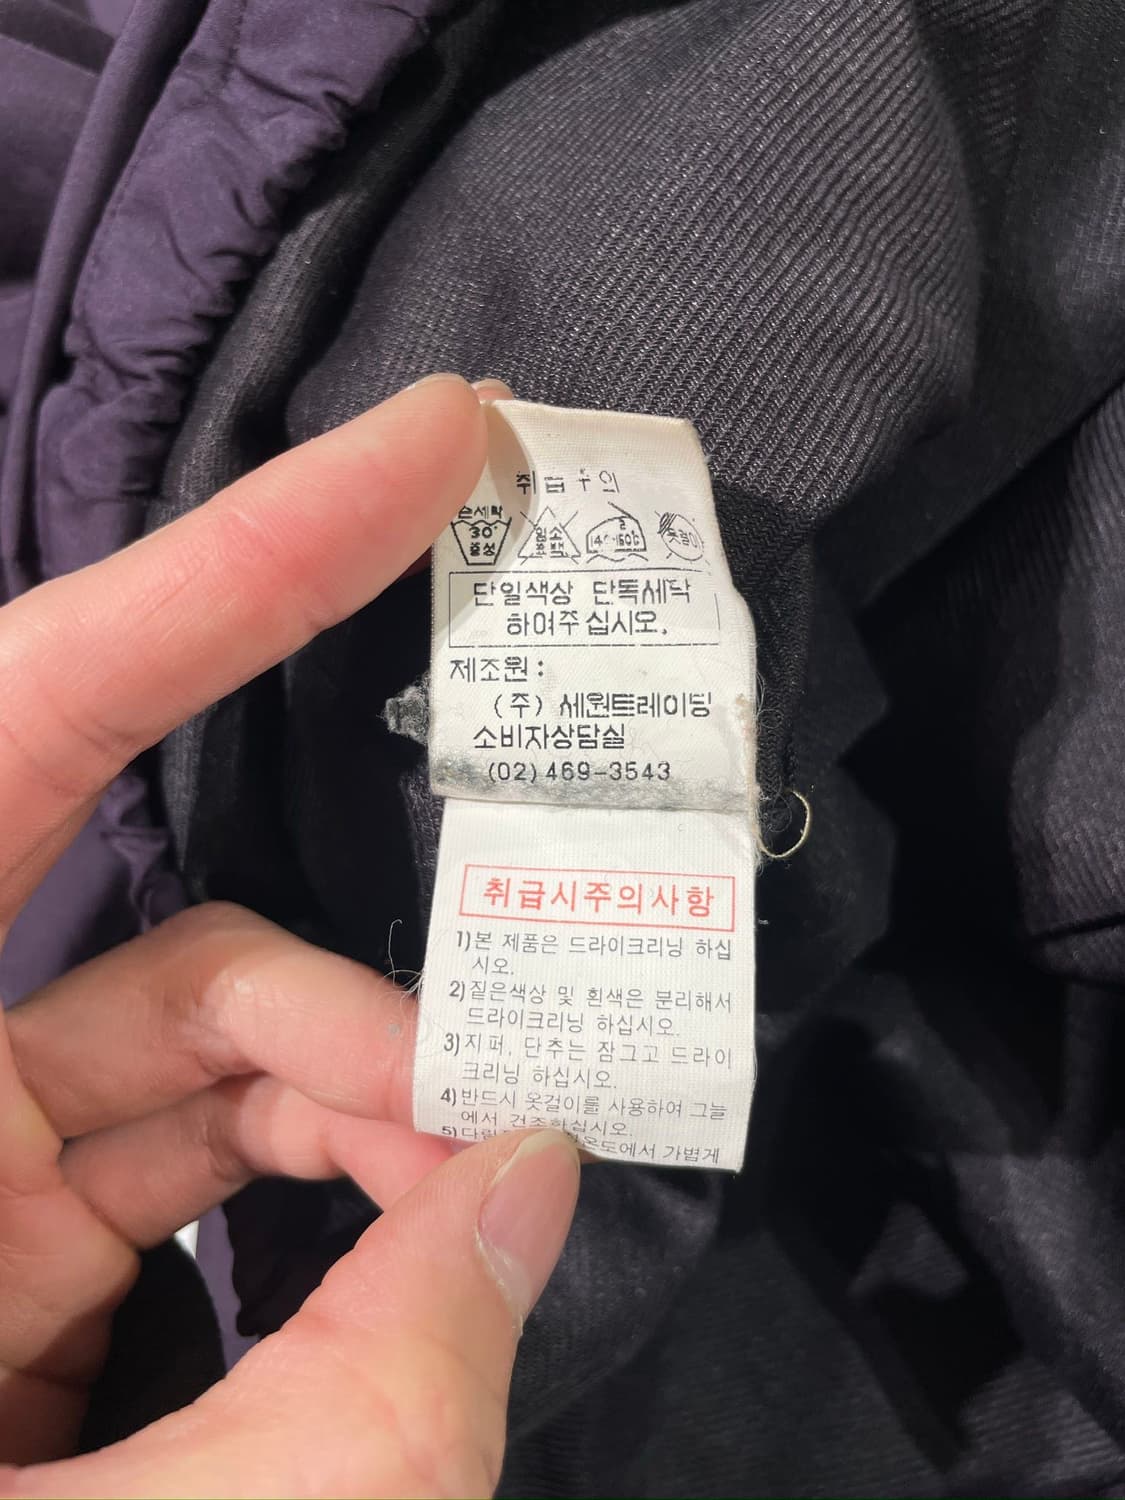 취급주의
손세탁
30°
중성
염소
표백
단일색상 단독세탁
하여주십시오.
제조원:
(주) 세원트레이딩
소비자상담실
(02)469-3543
취급시주의사항
1)본 제품은 드라이크리닝 하십
시오.
2)짙은색상 및 흰색은 분리해서
드라이크리닝 하십시오.
3)지퍼, 단추는 잠그고 드라이
크리닝 하십시오.
4)반드시 옷걸이를 사용하여 그늘
에서 건조하십시오.
5)온도에서 가볍게